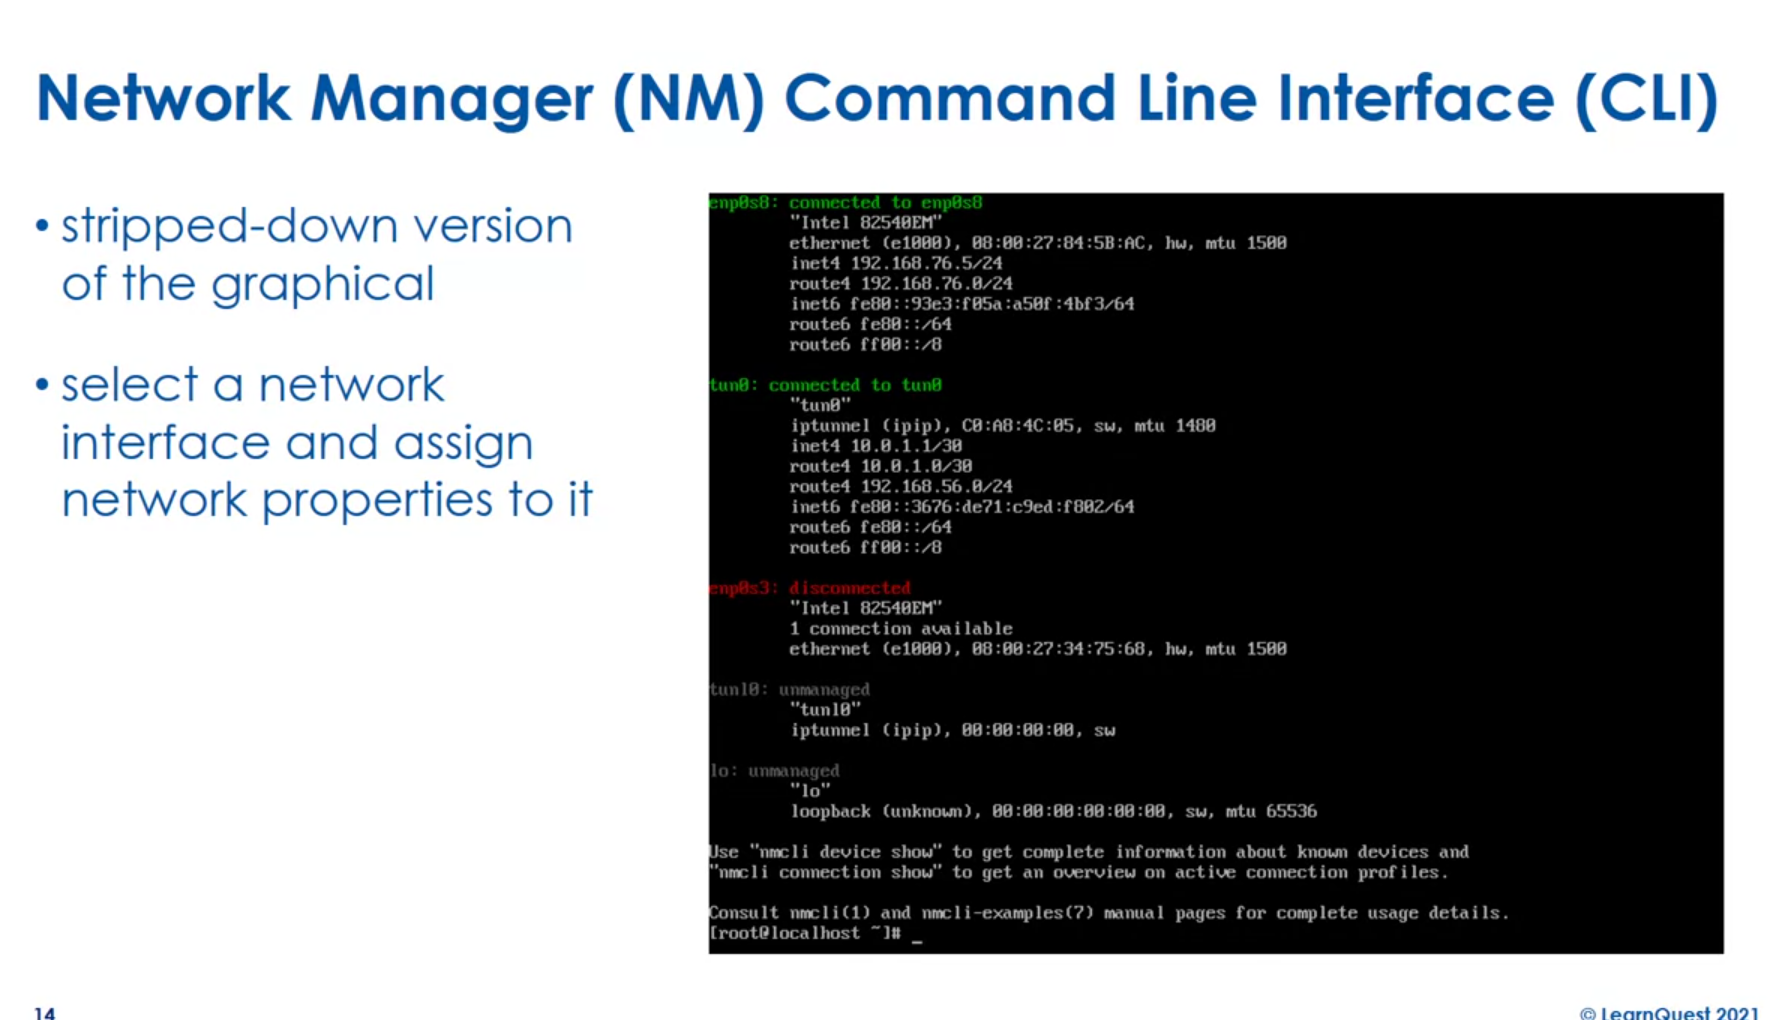 Network Manager (NM) Command Line Interface (CLI)
• stripped-down version
of the graphical
• select a network
interface and assign
network properties to it
enp0s8: connected to enp0s8
"Intel 82540EM"
ethernet (e1000), 08:00:27:84:5B:AC, hw, mtu 1500
inet4 192.168.76.5/24
route4 192.168.76.0/24
inet6 fe80::93e3:f05a:a50f:4bf3/64
route6 fe80::/64
route6 ff00::/8
tun0: connected to tun0
"tun0"
iptunnel (ipip), C0:A8:4C:05, sw, mtu 1480
inet4 10.0.1.1/30
route4 10.0.1.0/30
route4 192.168.56.0/24
inet6 fe80::3676:de71:c9ed:f802/64
route6 fe80::/64
route6 ff00::/8
enp0s3: disconnected
"Intel 82540EM"
1 connection available
ethernet (e1000), 08:00:27:34:75:68, hw, mtu 1500
tunl0: unmanaged
"tunl0"
iptunnel (ipip), 00:00:00:00, sw
lo: unmanaged
"lo"
loopback (unknown), 00:00:00:00:00:00, sw, mtu 65536
Use "nmcli device show" to get complete information about known devices and
"nmcli connection show" to get an overview on active connection profiles.
Consult nmcli(1) and nmcli-examples(7) manual pages for complete usage details.
[root@localhost ~]# _
14
© LearnQuest 2021